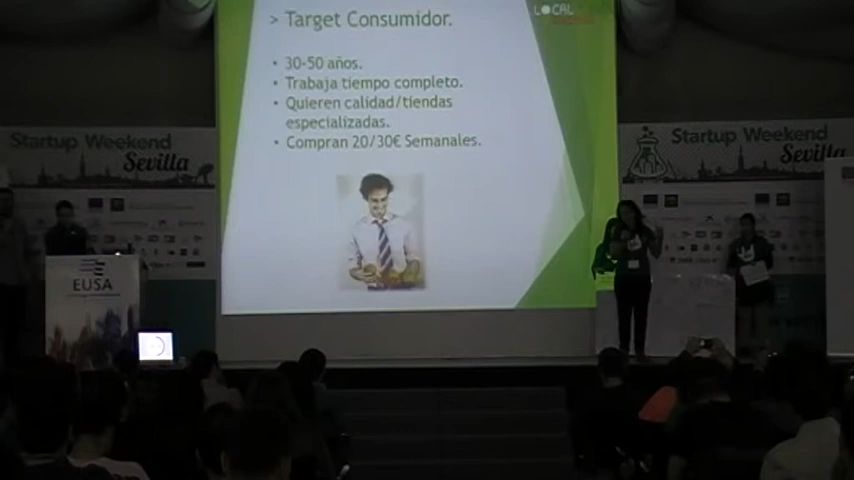 > Target Consumidor.
LOCAL
• 30-50 años.
• Trabaja tiempo completo.
• Quieren calidad/tiendas
especializadas.
• Compran 20/30€ Semanales.
Startup Weekend
Sevilla
Startup Weekend
Sevilla
EUSA